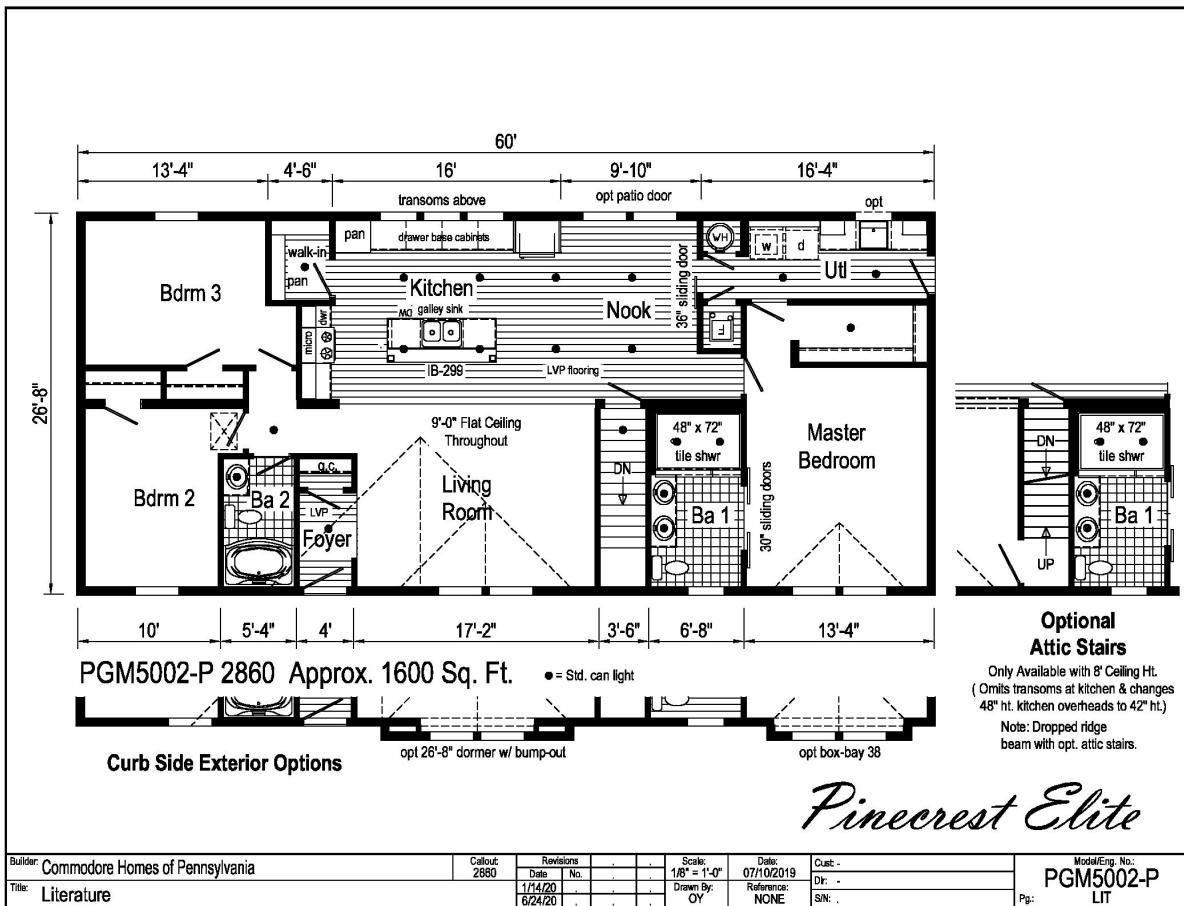 60'
13'-4" 4'-6" 16' 9'-10" 16'-4"
transoms above opt patio door opt
26'-8"
pan drawer base cabinets WH w d Utl
walk-in
pan
Bdrm 3 Kitchen Nook
galley sink
DW
dwr
micro
36" sliding door
LL
IB-299 LVP flooring
9'-0" Flat Ceiling
Throughout
48" x 72"
tile shwr
Master
Bedroom
DN
48" x 72"
tile shwr
g.c.
Bdrm 2 Ba 2
LVP
Foyer
Living
Room
DN
Ba 1
30" sliding doors
Ba 1
UP
10' 5'-4" 4' 17'-2" 3'-6" 6'-8" 13'-4"
PGM5002-P 2860 Approx. 1600 Sq. Ft. ● = Std. can light
Optional
Attic Stairs
Only Available with 8' Ceiling Ht.
( Omits transoms at kitchen & changes
48" ht. kitchen overheads to 42" ht.)
Note: Dropped ridge
beam with opt. attic stairs.
opt 26'-8" dormer w/ bump-out opt box-bay 38
Curb Side Exterior Options
Pinecrest Elite
Builder: Commodore Homes of Pennsylvania
Title: Literature
Callout:
2860
Revisions
Date No.
1/14/20
6/24/20
Scale:
1/8" = 1'-0"
Drawn By:
OY
Date:
07/10/2019
Reference:
NONE
Cust: -
Dlr: -
S/N: .
Model/Eng. No.:
PGM5002-P
Pg.: LIT